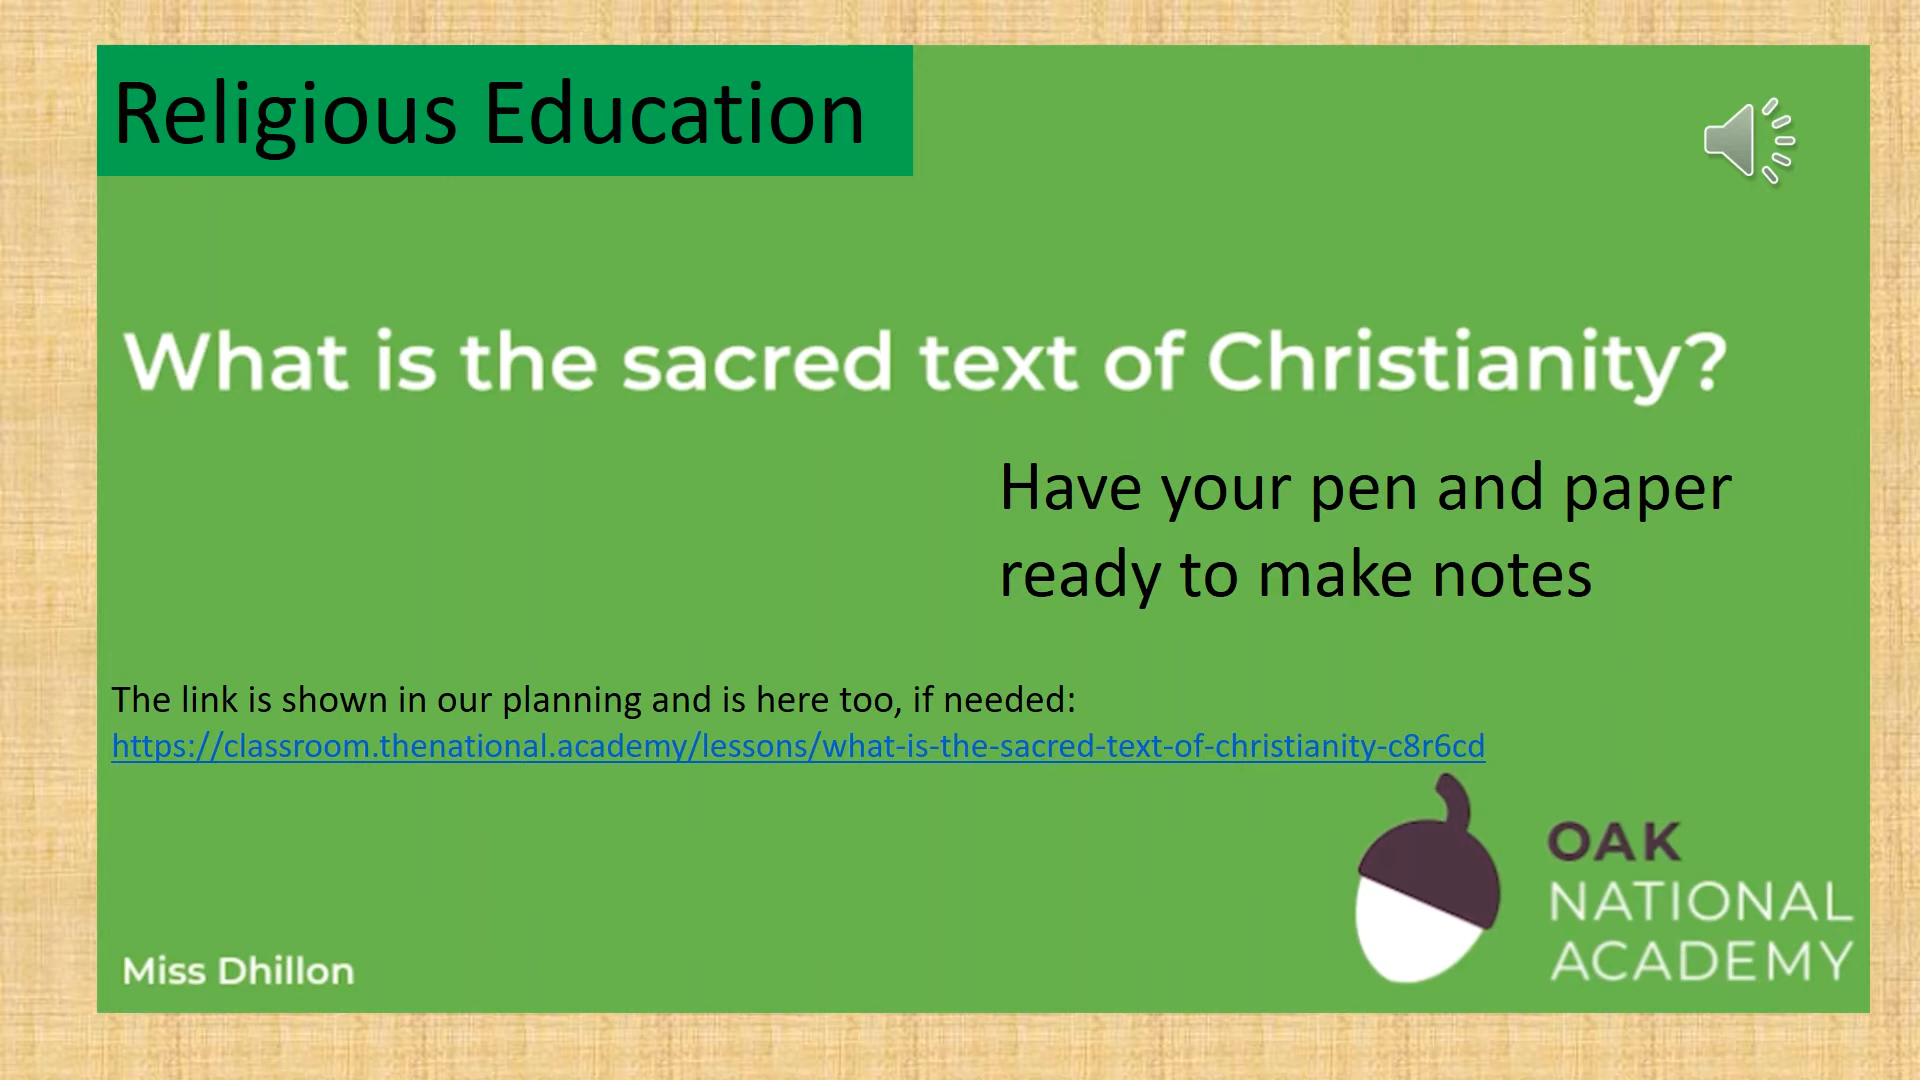 Religious Education
What is the sacred text of Christianity?
Have your pen and paper
ready to make notes
The link is shown in our planning and is here too, if needed:
https://classroom.thenational.academy/lessons/what-is-the-sacred-text-of-christianity-c8r6cd
OAK
NATIONAL
ACADEMY
Miss Dhillon